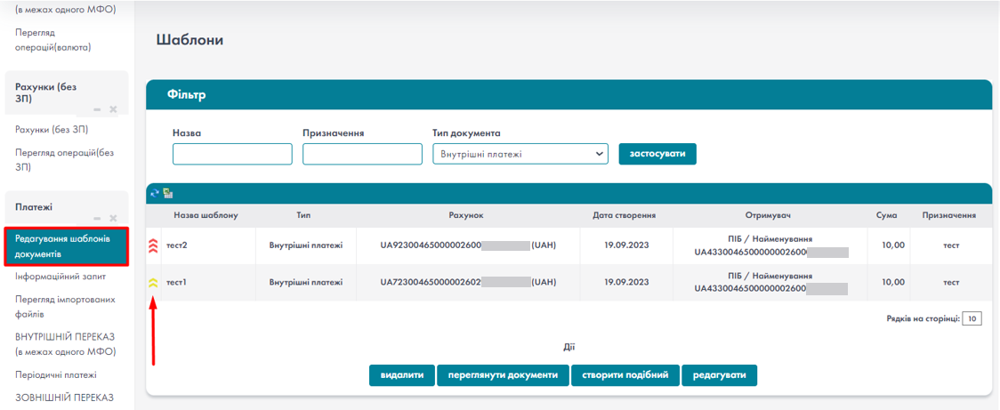 (в межах одного МФО)
Перегляд
операцій(валюта)
Рахунки (без
ЗП)
Рахунки (без ЗП)
Перегляд операцій(без
ЗП)
Платежі
Редагування шаблонів
документів
Інформаційний запит
Перегляд імпортованих
файлів
ВНУТРІШНІЙ ПЕРЕКАЗ
(в межах одного МФО)
Періодичні платежі
ЗОВНІШНІЙ ПЕРЕКАЗ
Шаблони
Фільтр
Назва Призначення Тип документа
Внутрішні платежі застосувати
Назва шаблону Тип Рахунок Дата створення Отримувач Сума Призначення
тест2 Внутрішні платежі UA92300465000002600 (UAH) 19.09.2023 ПІБ / Найменування 10,00 тест
UA4330046500000002600
тест1 Внутрішні платежі UA72300465000002602 (UAH) 19.09.2023 ПІБ / Найменування 10,00 тест
UA4330046500000002600
Рядків на сторінці: 10
Дії
видалити переглянути документи створити подібний редагувати